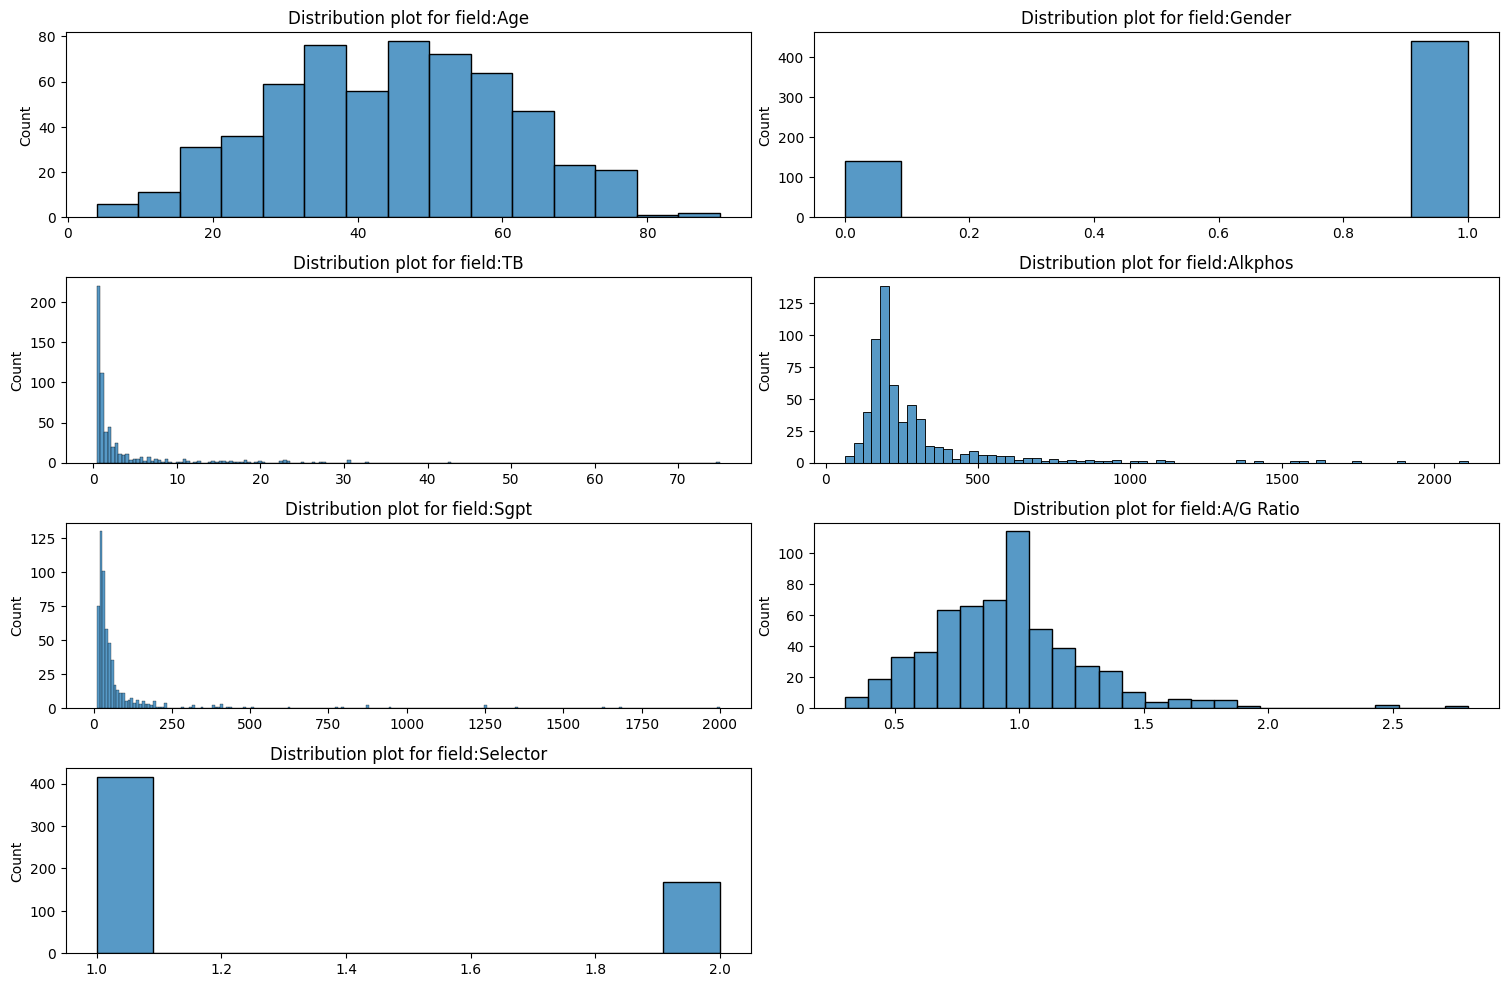 Distribution plot for field:Age
Count
80
60
40
20
0
0 20 40 60 80
Distribution plot for field:Gender
Count
400
300
200
100
0
0.0 0.2 0.4 0.6 0.8 1.0
Distribution plot for field:TB
Count
200
150
100
50
0
0 10 20 30 40 50 60 70
Distribution plot for field:Alkphos
Count
125
100
75
50
25
0
0 500 1000 1500 2000
Distribution plot for field:Sgpt
Count
125
100
75
50
25
0
0 250 500 750 1000 1250 1500 1750 2000
Distribution plot for field:A/G Ratio
Count
100
80
60
40
20
0
0.5 1.0 1.5 2.0 2.5
Distribution plot for field:Selector
Count
400
300
200
100
0
1.0 1.2 1.4 1.6 1.8 2.0